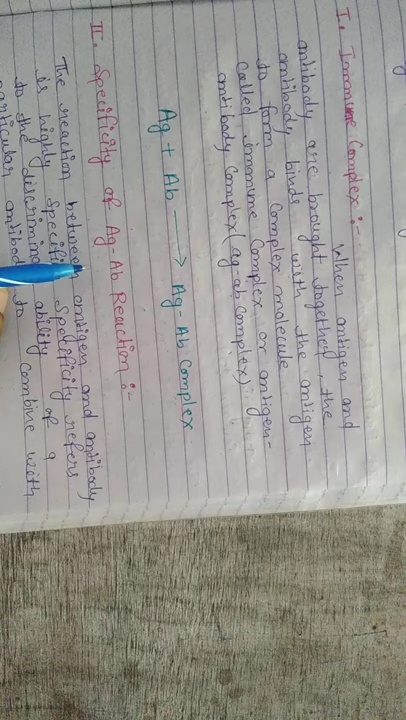 I. Immune Complex :-
When antigen and
antibody are brought together, the
antibody binds with the antigen
to form a complex molecule
called immune complex or antigen-
antibody complex (ag-ab complex).
Ag + Ab → Ag-Ab Complex
II. Specificity of Ag-Ab Reaction :-
The reaction between antigen and antibody
is highly Specificity refers
to the ability of a
particular to combine with